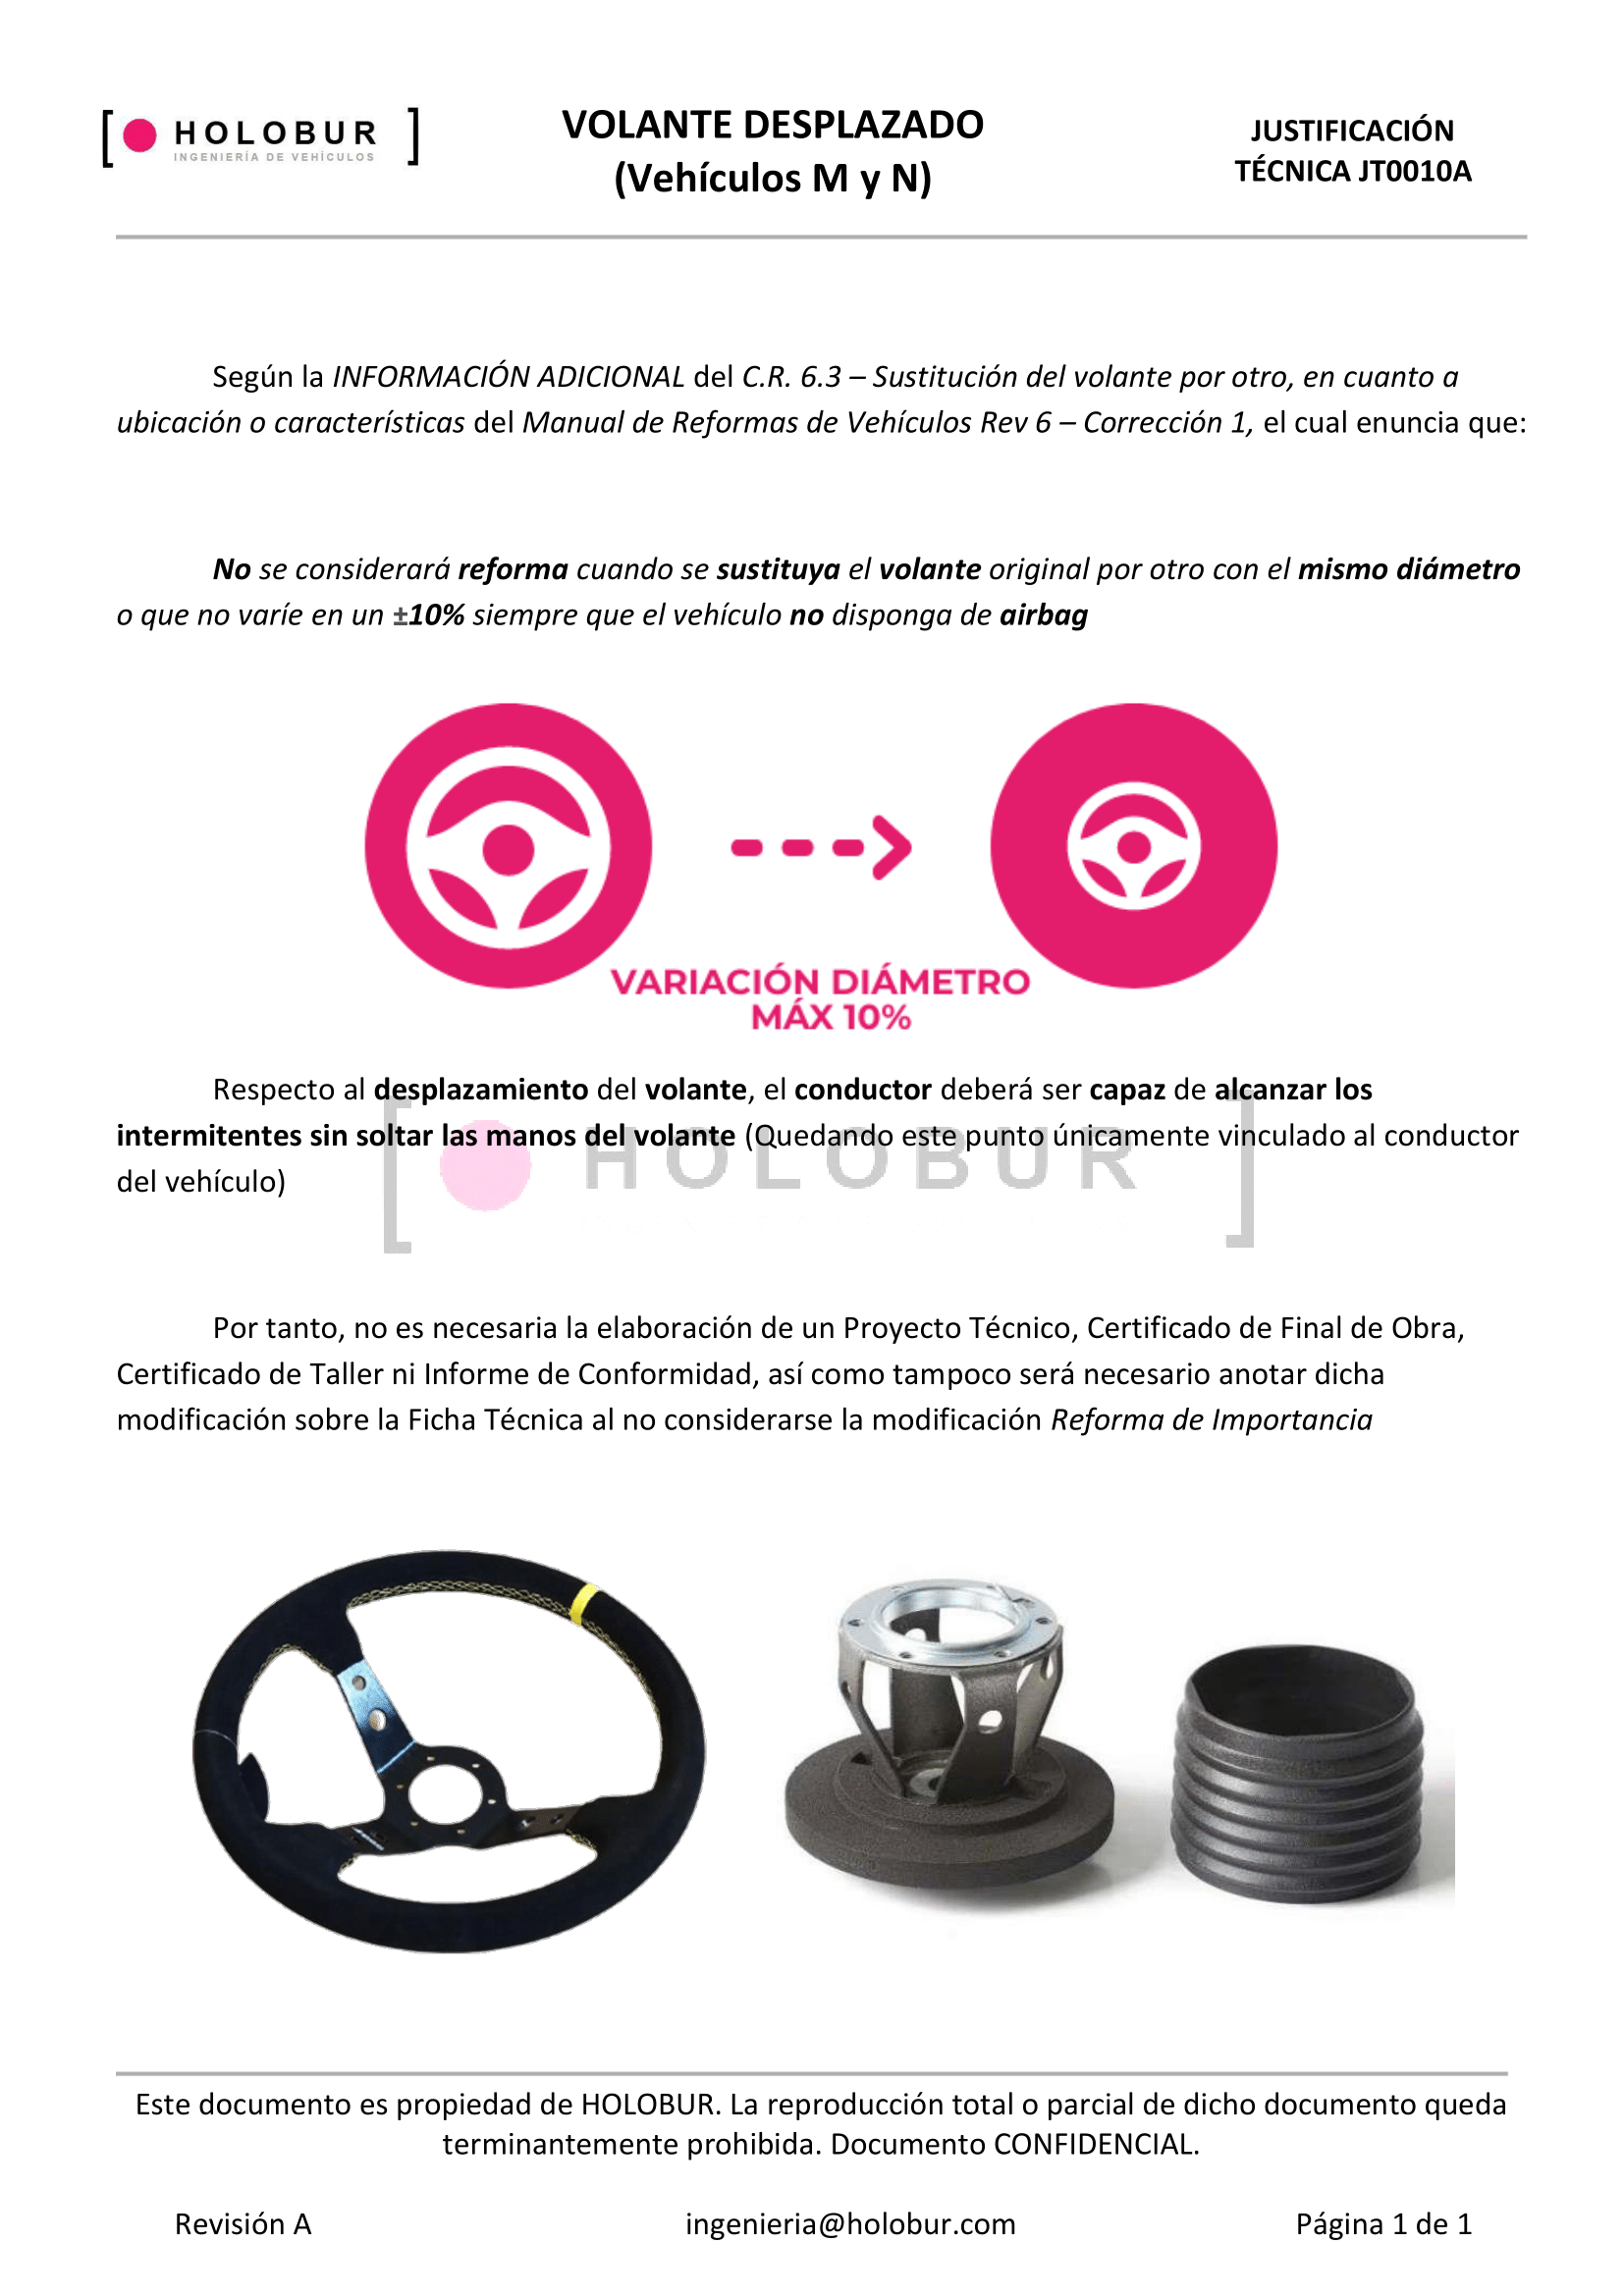 [ HOLOBUR ]
INGENIERÍA DE VEHÍCULOS
VOLANTE DESPLAZADO
(Vehículos M y N)
JUSTIFICACIÓN
TÉCNICA JT0010A
Según la INFORMACIÓN ADICIONAL del C.R. 6.3 – Sustitución del volante por otro, en cuanto a
ubicación o características del Manual de Reformas de Vehículos Rev 6 – Corrección 1, el cual enuncia que:
No se considerará reforma cuando se sustituya el volante original por otro con el mismo diámetro
o que no varíe en un ±10% siempre que el vehículo no disponga de airbag
VARIACIÓN DIÁMETRO
MÁX 10%
Respecto al desplazamiento del volante, el conductor deberá ser capaz de alcanzar los
intermitentes sin soltar las manos del volante (Quedando este punto únicamente vinculado al conductor
del vehículo)
[ HOLOBUR ]
Por tanto, no es necesaria la elaboración de un Proyecto Técnico, Certificado de Final de Obra,
Certificado de Taller ni Informe de Conformidad, así como tampoco será necesario anotar dicha
modificación sobre la Ficha Técnica al no considerarse la modificación Reforma de Importancia
Este documento es propiedad de HOLOBUR. La reproducción total o parcial de dicho documento queda
terminantemente prohibida. Documento CONFIDENCIAL.
Revisión A
ingenieria@holobur.com
Página 1 de 1